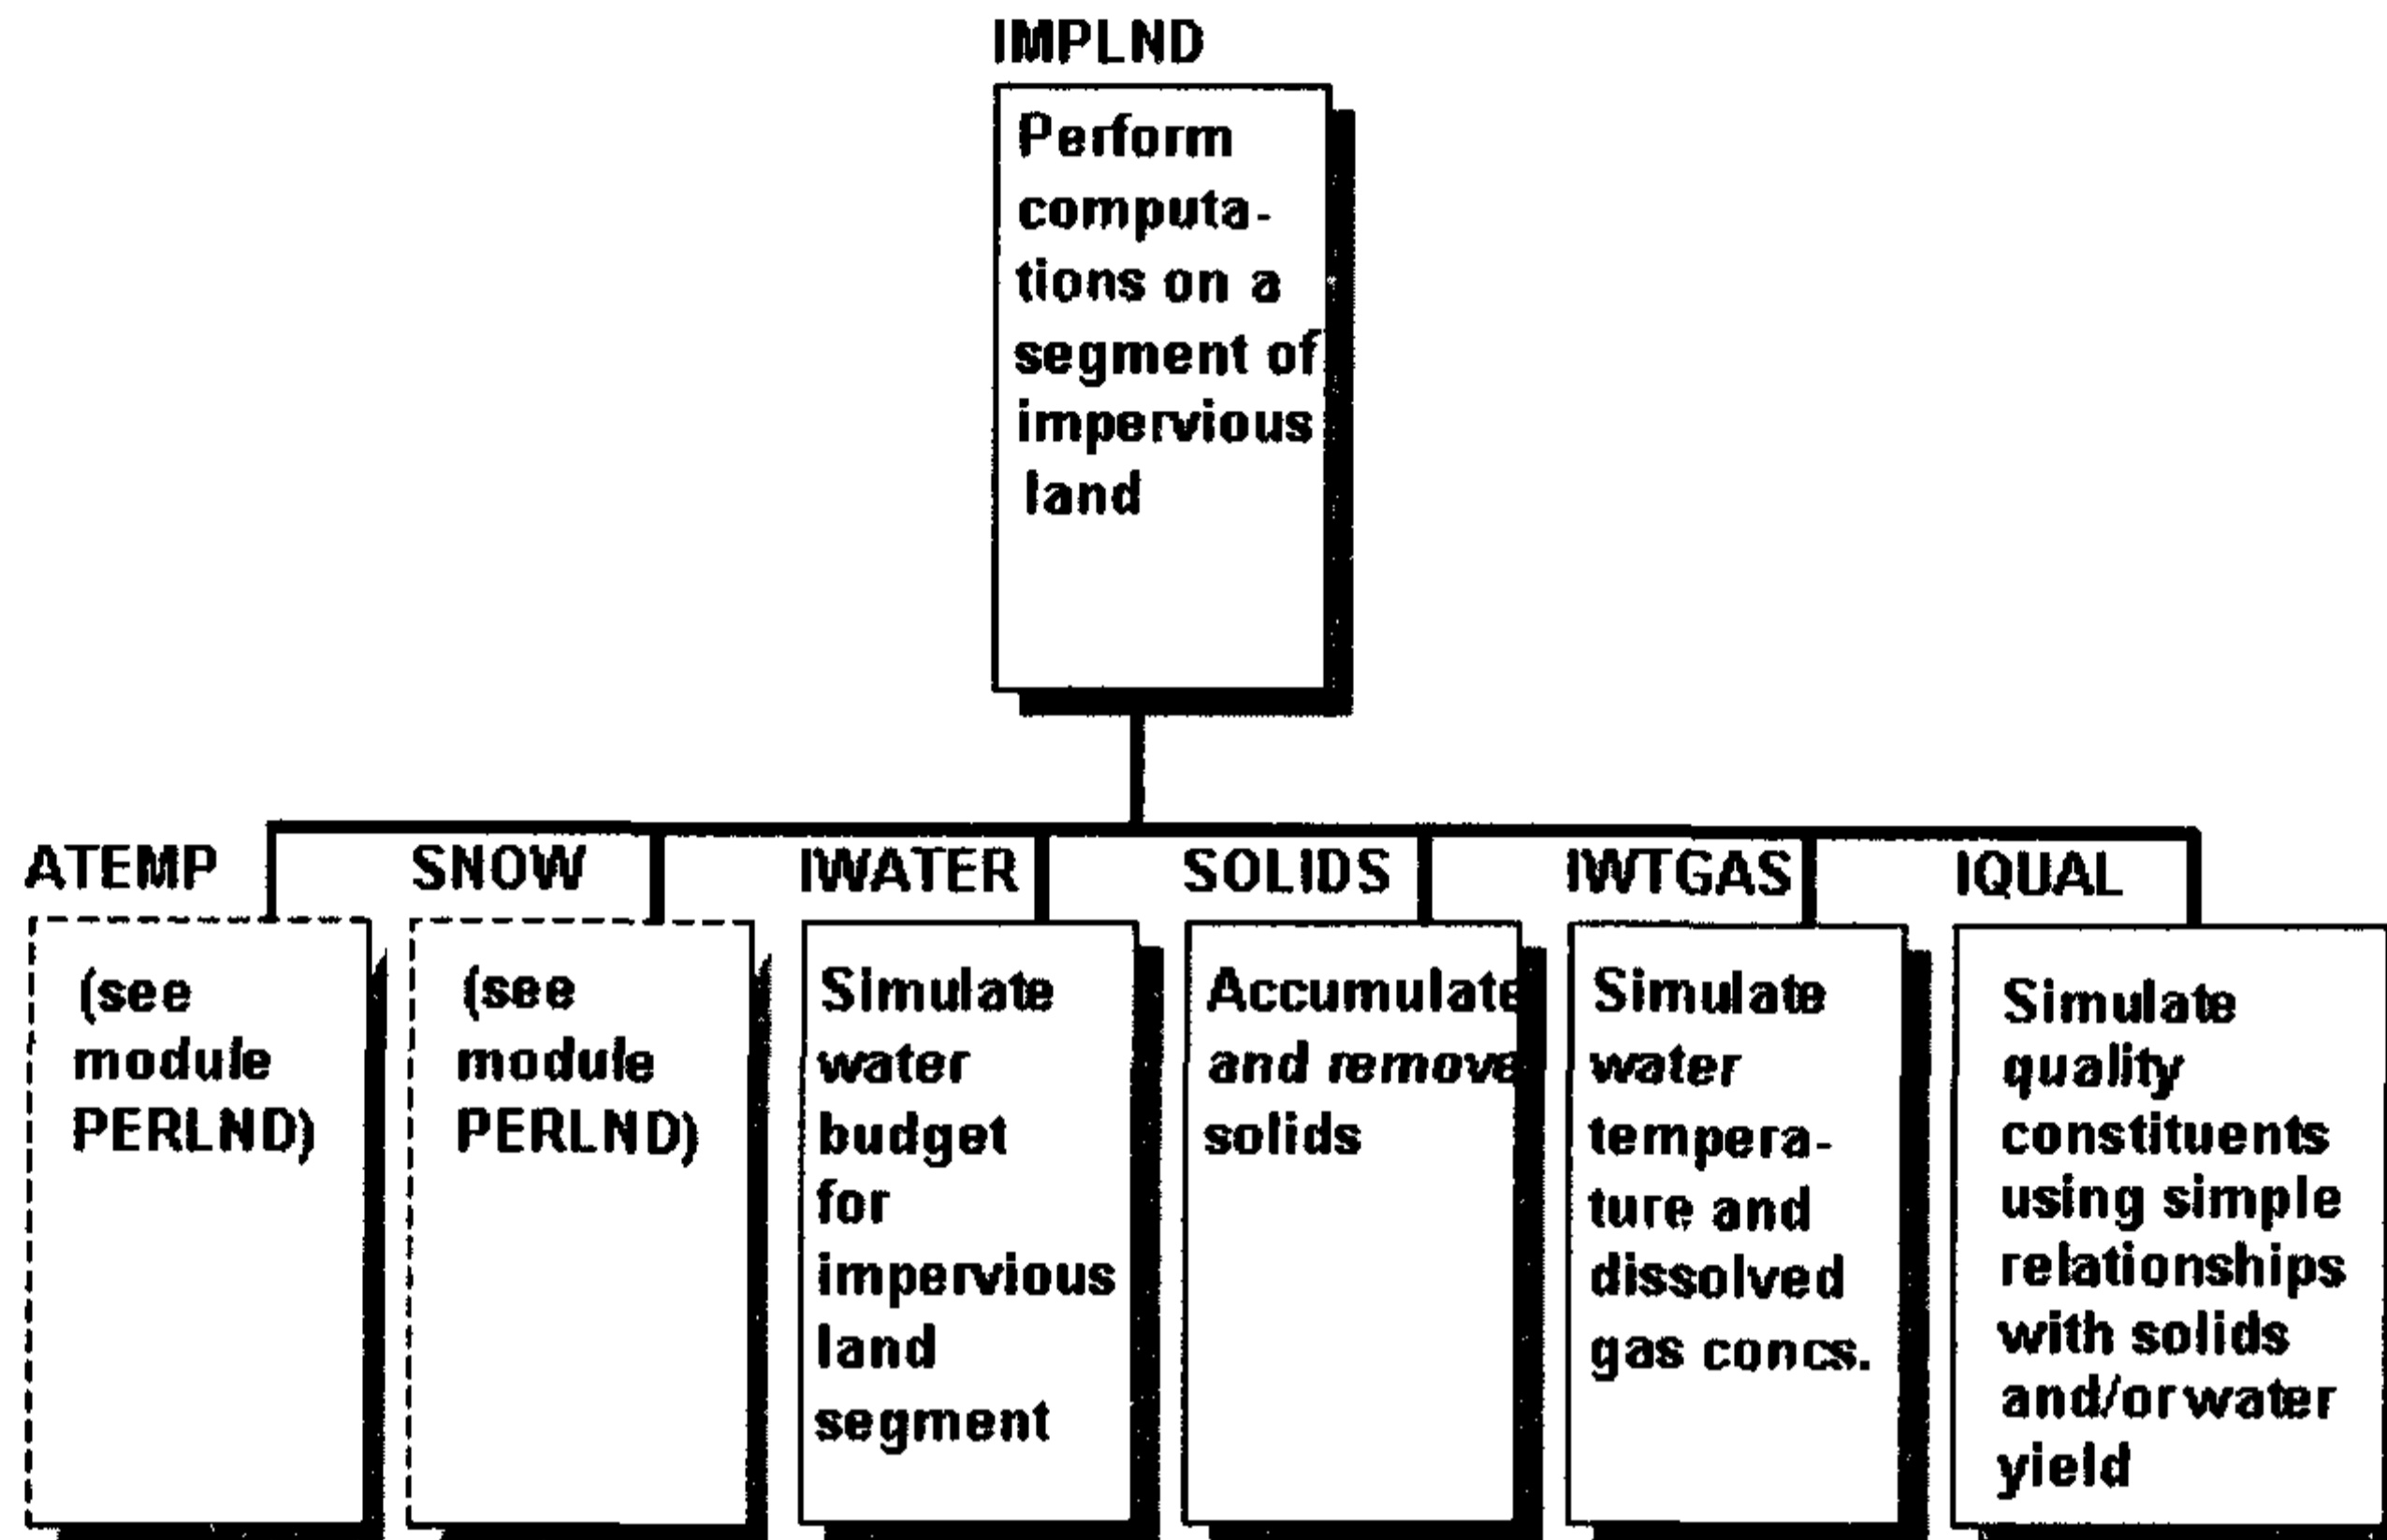 IMPLND
Perform
computa-
tions on a
segment of
impervious
land
ATEMP
(see
module
PERLND)
SNOW
(see
module
PERLND)
IWATER
Simulate
water
budget
for
impervious
land
segment
SOLIDS
Accumulate
and remove
solids
IWTGAS
Simulate
water
tempera-
ture and
dissolved
gas concs.
IQUAL
Simulate
quality
constituents
using simple
relationships
with solids
and/or water
yield